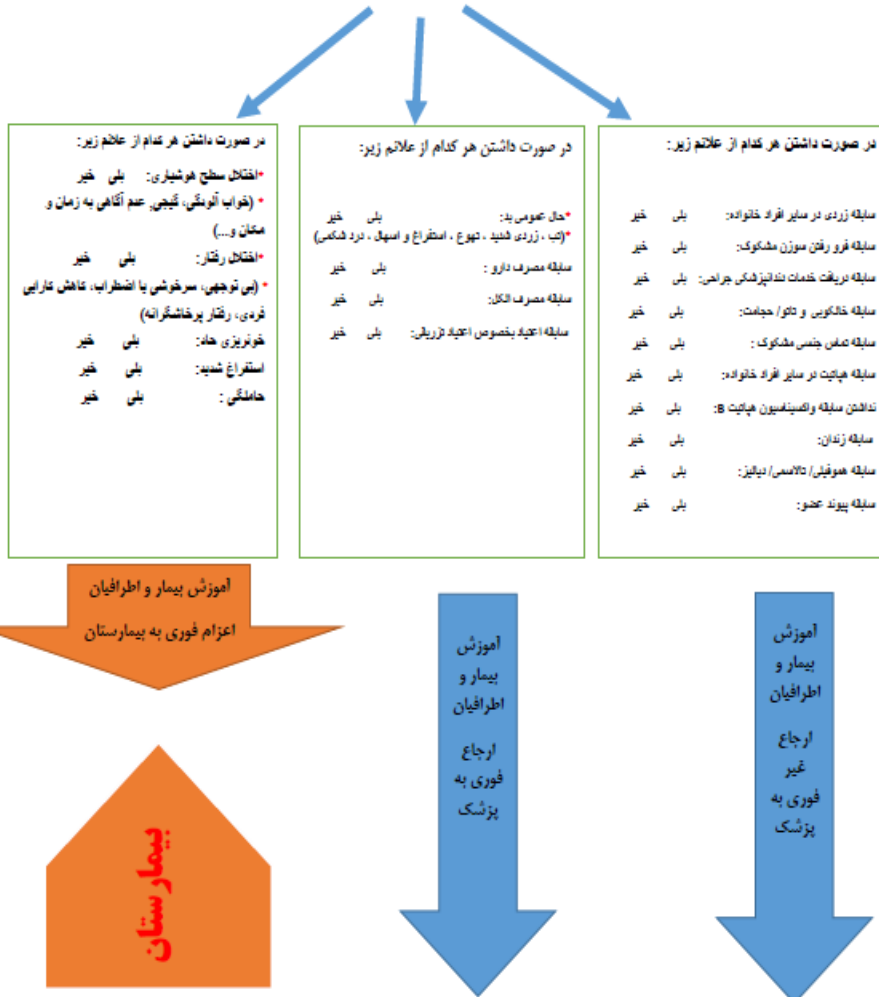 در صورت داشتن هر کدام از علائم زیر:
سابقه زردی در سایر افراد خانواده: بلی خیر
سابقه فرو رفتن سوزن مشکوک: بلی خیر
سابقه دریافت خدمات دندانپزشکی جراحی: بلی خیر
سابقه خالکوبی و تاتو/ حجامت: بلی خیر
سابقه تماس جنسی مشکوک : بلی خیر
سابقه هپاتیت در سایر افراد خانواده: بلی خیر
نداشتن سابقه واکسیناسیون هپاتیت B: بلی خیر
سابقه زندان: بلی خیر
سابقه هموفیلی/ تالاسمی/ دیالیز: بلی خیر
سابقه پیوند عضو: بلی خیر
آموزش
بیمار و
اطرافیان
ارجاع
غیر
فوری به
پزشک
در صورت داشتن هر کدام از علائم زیر:
*حال عمومی بد: بلی خیر
*(تب ، زردی شدید ، تهوع ، استفراغ و اسهال ، درد شکمی)
سابقه مصرف دارو : بلی خیر
سابقه مصرف الکل: بلی خیر
سابقه اعتیاد بخصوص اعتیاد تزریقی: بلی خیر
آموزش
بیمار و
اطرافیان
ارجاع
فوری به
پزشک
در صورت داشتن هر کدام از علائم زیر:
*اختلال سطح هوشیاری: بلی خیر
* (خواب آلودگی، گیجی, عدم آگاهی به زمان و
مکان و...)
*اختلال رفتار: بلی خیر
* (بی توجهی، سرخوشی یا اضطراب، کاهش کارایی
فردی، رفتار پرخاشگرانه)
خونریزی حاد: بلی خیر
استفراغ شدید: بلی خیر
حاملگی : بلی خیر
آموزش بیمار و اطرافیان
اعزام فوری به بیمارستان
بیمارستان